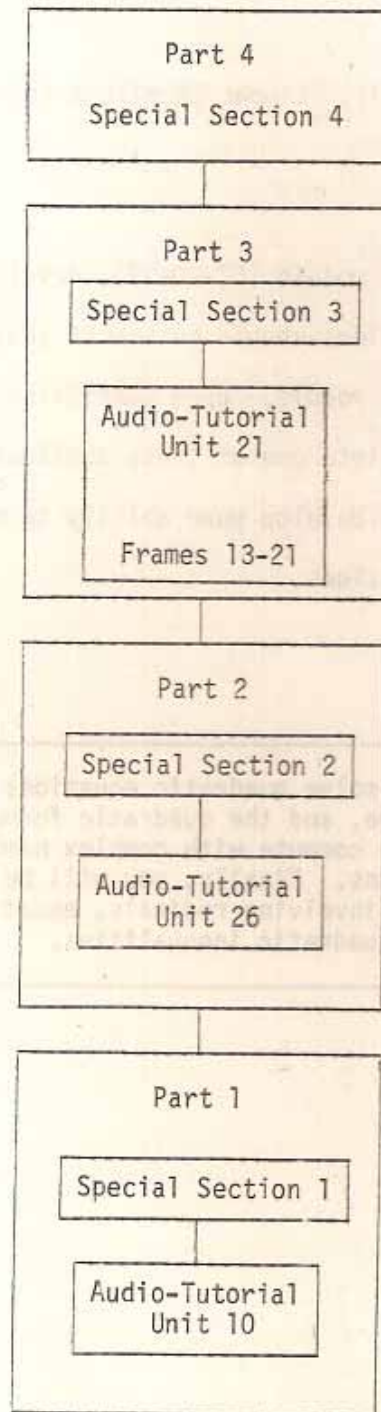 Part 4
Special Section 4
Part 3
Special Section 3
Audio-Tutorial
Unit 21
Frames 13-21
Part 2
Special Section 2
Audio-Tutorial
Unit 26
Part 1
Special Section 1
Audio-Tutorial
Unit 10